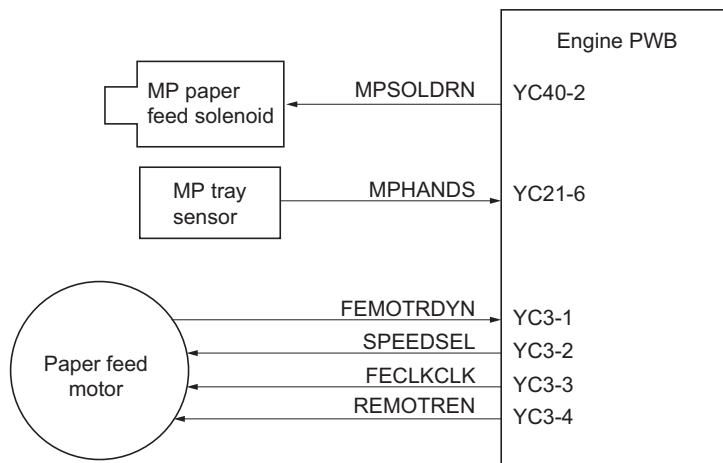 Engine PWB
MP paper
feed solenoid
MPSOLDRN
YC40-2
MP tray
sensor
MPHANDS
YC21-6
Paper feed
motor
FEMOTRDYN
YC3-1
SPEEDSEL
YC3-2
FECLKCLK
YC3-3
REMOTREN
YC3-4